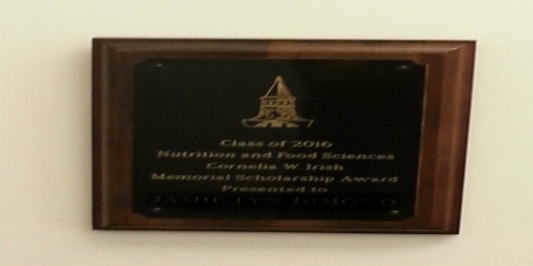 Class of 2016
Nutrition and Food Sciences
Cornelia W. Irish
Memorial Scholarship Award
Presented to
JAMIE LYN DIMOND